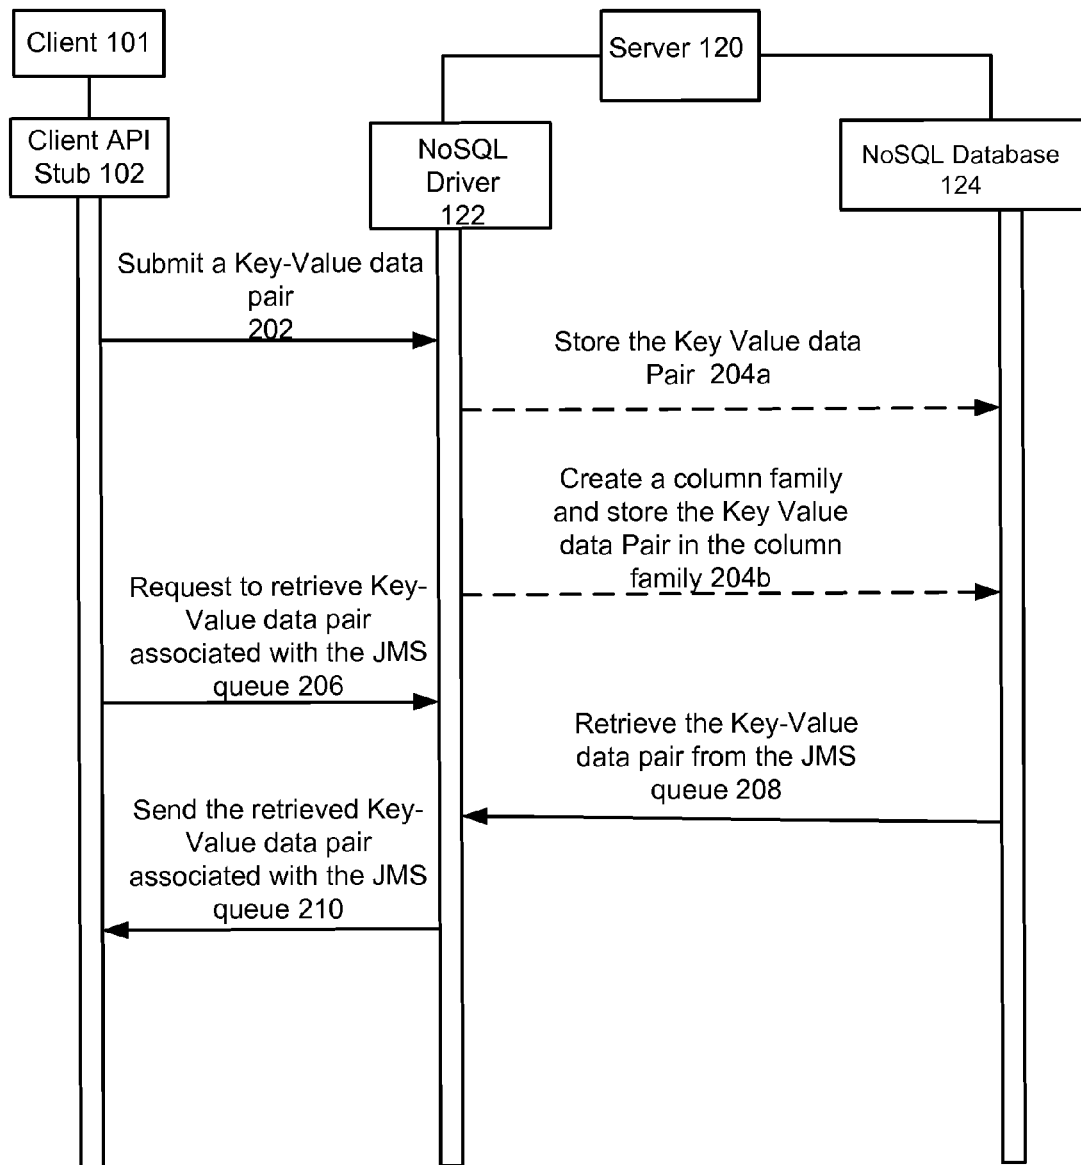 Client 101
Server 120
Client API
Stub 102
NoSQL
Driver
122
NoSQL Database
124
Submit a Key-Value data
pair
202
Store the Key Value data
Pair 204a
Create a column family
and store the Key Value
data Pair in the column
family 204b
Request to retrieve Key-
Value data pair
associated with the JMS
queue 206
Retrieve the Key-Value
data pair from the JMS
queue 208
Send the retrieved Key-
Value data pair
associated with the JMS
queue 210